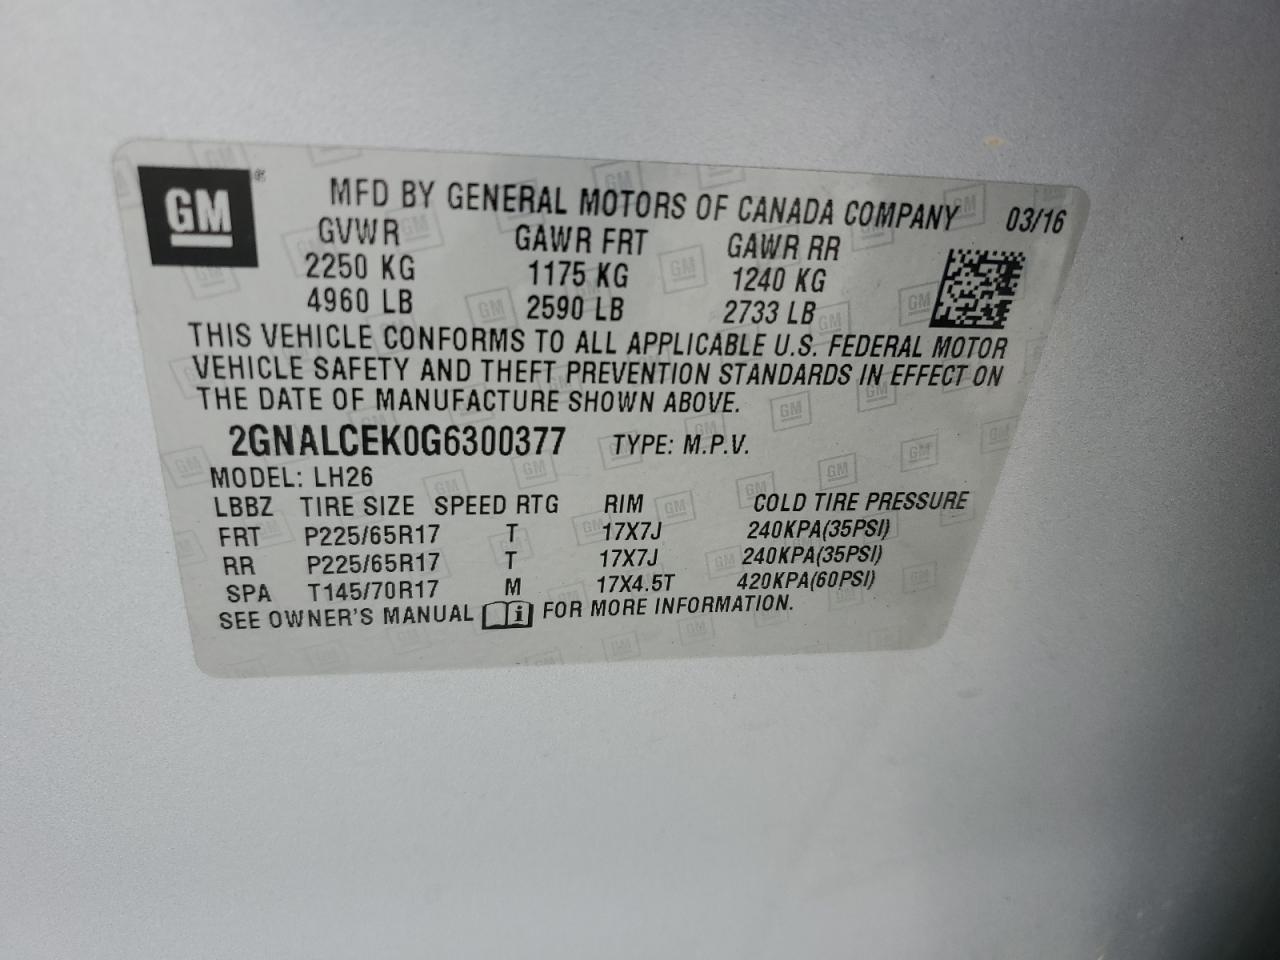 GM®
MFD BY GENERAL MOTORS OF CANADA COMPANY 03/16
GVWR GAWR FRT GAWR RR
2250 KG 1175 KG 1240 KG
4960 LB 2590 LB 2733 LB
THIS VEHICLE CONFORMS TO ALL APPLICABLE U.S. FEDERAL MOTOR
VEHICLE SAFETY AND THEFT PREVENTION STANDARDS IN EFFECT ON
THE DATE OF MANUFACTURE SHOWN ABOVE.
2GNALCEK0G6300377 TYPE: M.P.V.
MODEL: LH26
LBBZ TIRE SIZE SPEED RTG RIM COLD TIRE PRESSURE
FRT P225/65R17 T 17X7J 240KPA(35PSI)
RR P225/65R17 T 17X7J 240KPA(35PSI)
SPA T145/70R17 M 17X4.5T 420KPA(60PSI)
SEE OWNER'S MANUAL i FOR MORE INFORMATION.